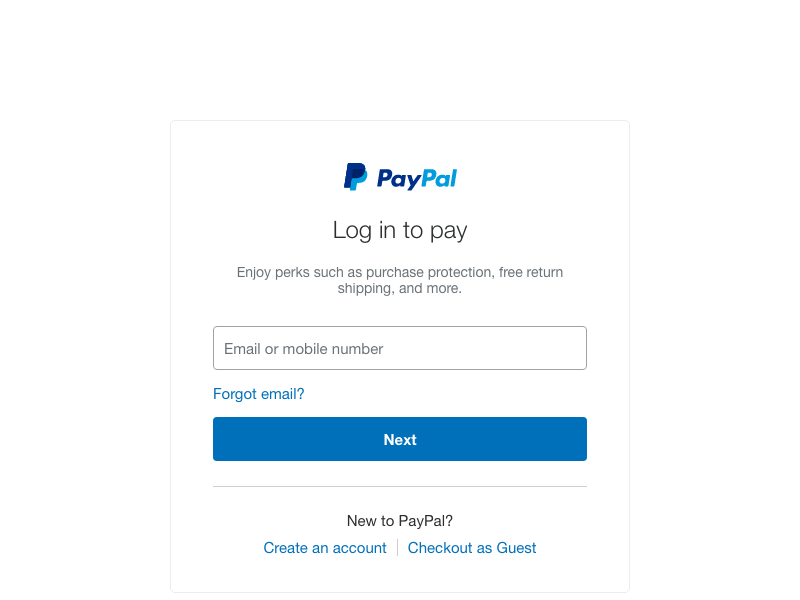 PayPal
Log in to pay
Enjoy perks such as purchase protection, free return
shipping, and more.
Email or mobile number
Forgot email?
Next
New to PayPal?
Create an account Checkout as Guest